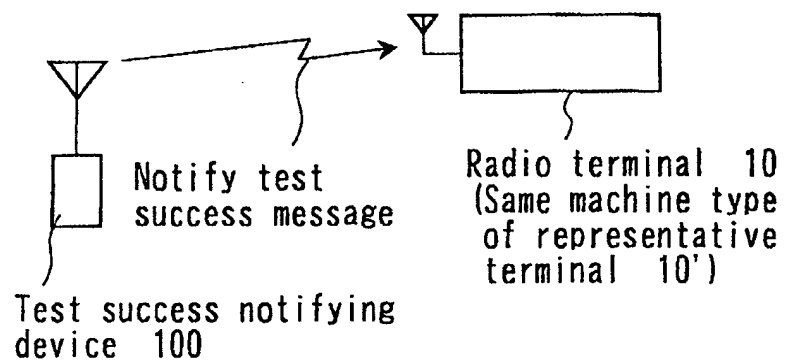 Notify test
success message
Radio terminal 10
(Same machine type
of representative
terminal 10')
Test success notifying
device 100